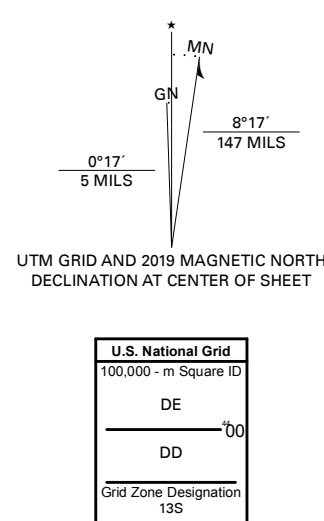 ★
MN
GN
8°17´
147 MILS
0°17´
5 MILS
UTM GRID AND 2019 MAGNETIC NORTH
DECLINATION AT CENTER OF SHEET
U.S. National Grid
100,000 - m Square ID
DE
⁴⁴00
DD
Grid Zone Designation
13S